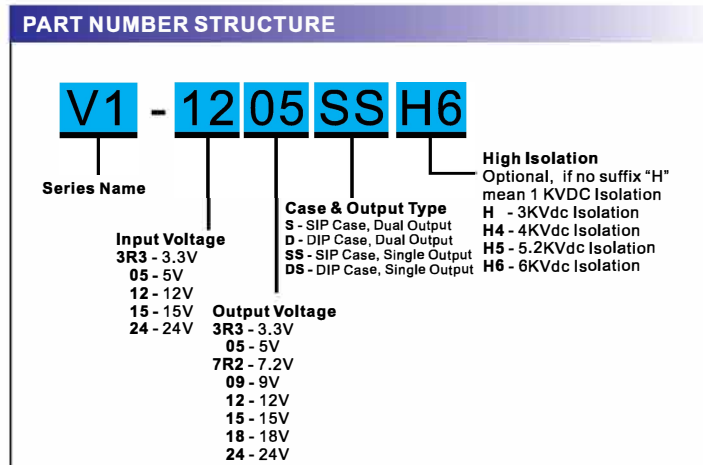 PART NUMBER STRUCTURE
V1 - 12 05 SS H6
Series Name
High Isolation
Optional, if no suffix “H”
mean 1 KVDC Isolation
H - 3KVdc Isolation
H4 - 4KVdc Isolation
H5 - 5.2KVdc Isolation
H6 - 6KVdc Isolation
Case & Output Type
S - SIP Case, Dual Output
D - DIP Case, Dual Output
SS - SIP Case, Single Output
DS - DIP Case, Single Output
Input Voltage
3R3 - 3.3V
05 - 5V
12 - 12V
15 - 15V
24 - 24V
Output Voltage
3R3 - 3.3V
05 - 5V
7R2 - 7.2V
09 - 9V
12 - 12V
15 - 15V
18 - 18V
24 - 24V